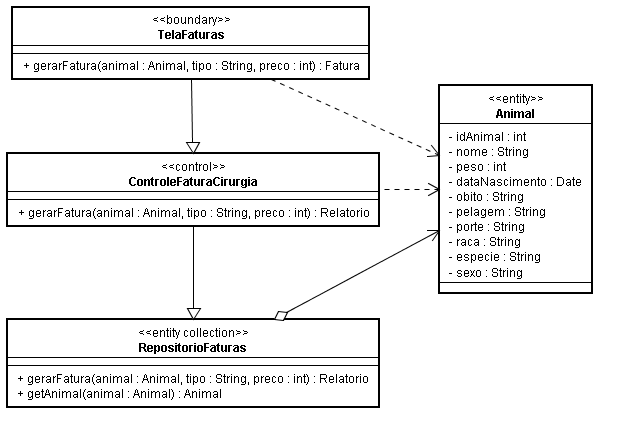 <<boundary>>
TelaFaturas
+ gerarFatura(animal : Animal, tipo : String, preco : int) : Fatura
<<control>>
ControleFaturaCirurgia
+ gerarFatura(animal : Animal, tipo : String, preco : int) : Relatorio
<<entity collection>>
RepositorioFaturas
+ gerarFatura(animal : Animal, tipo : String, preco : int) : Relatorio
+ getAnimal(animal : Animal) : Animal
<<entity>>
Animal
- idAnimal : int
- nome : String
- peso : int
- dataNascimento : Date
- obito : String
- pelagem : String
- porte : String
- raca : String
- especie : String
- sexo : String